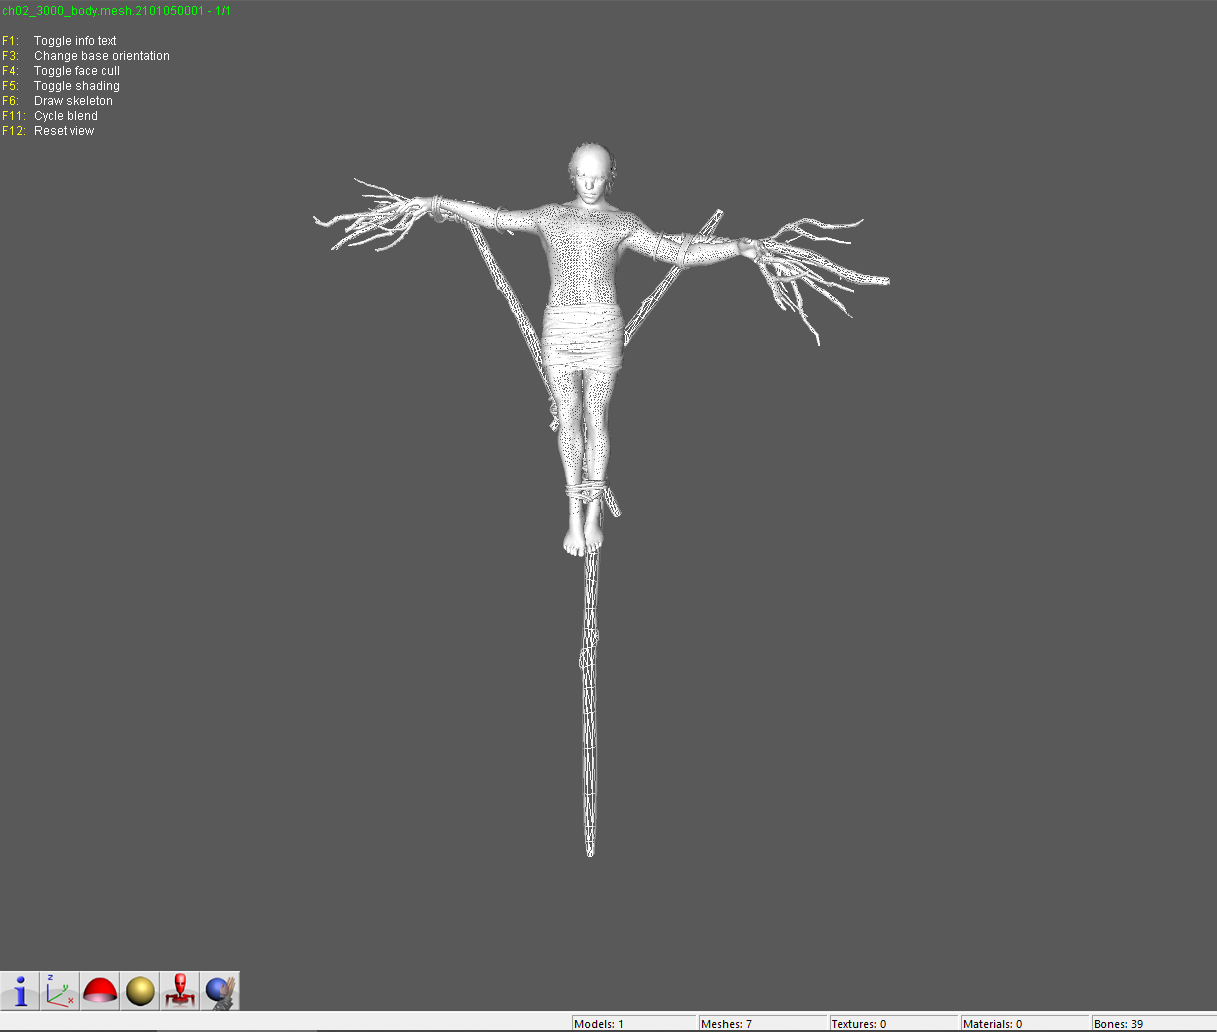 ch02_3000_body.mesh.2101050001 - 1/1
F1: Toggle info text
F3: Change base orientation
F4: Toggle face cull
F5: Toggle shading
F6: Draw skeleton
F11: Cycle blend
F12: Reset view
z
y
x
Models: 1
Meshes: 7
Textures: 0
Materials: 0
Bones: 39